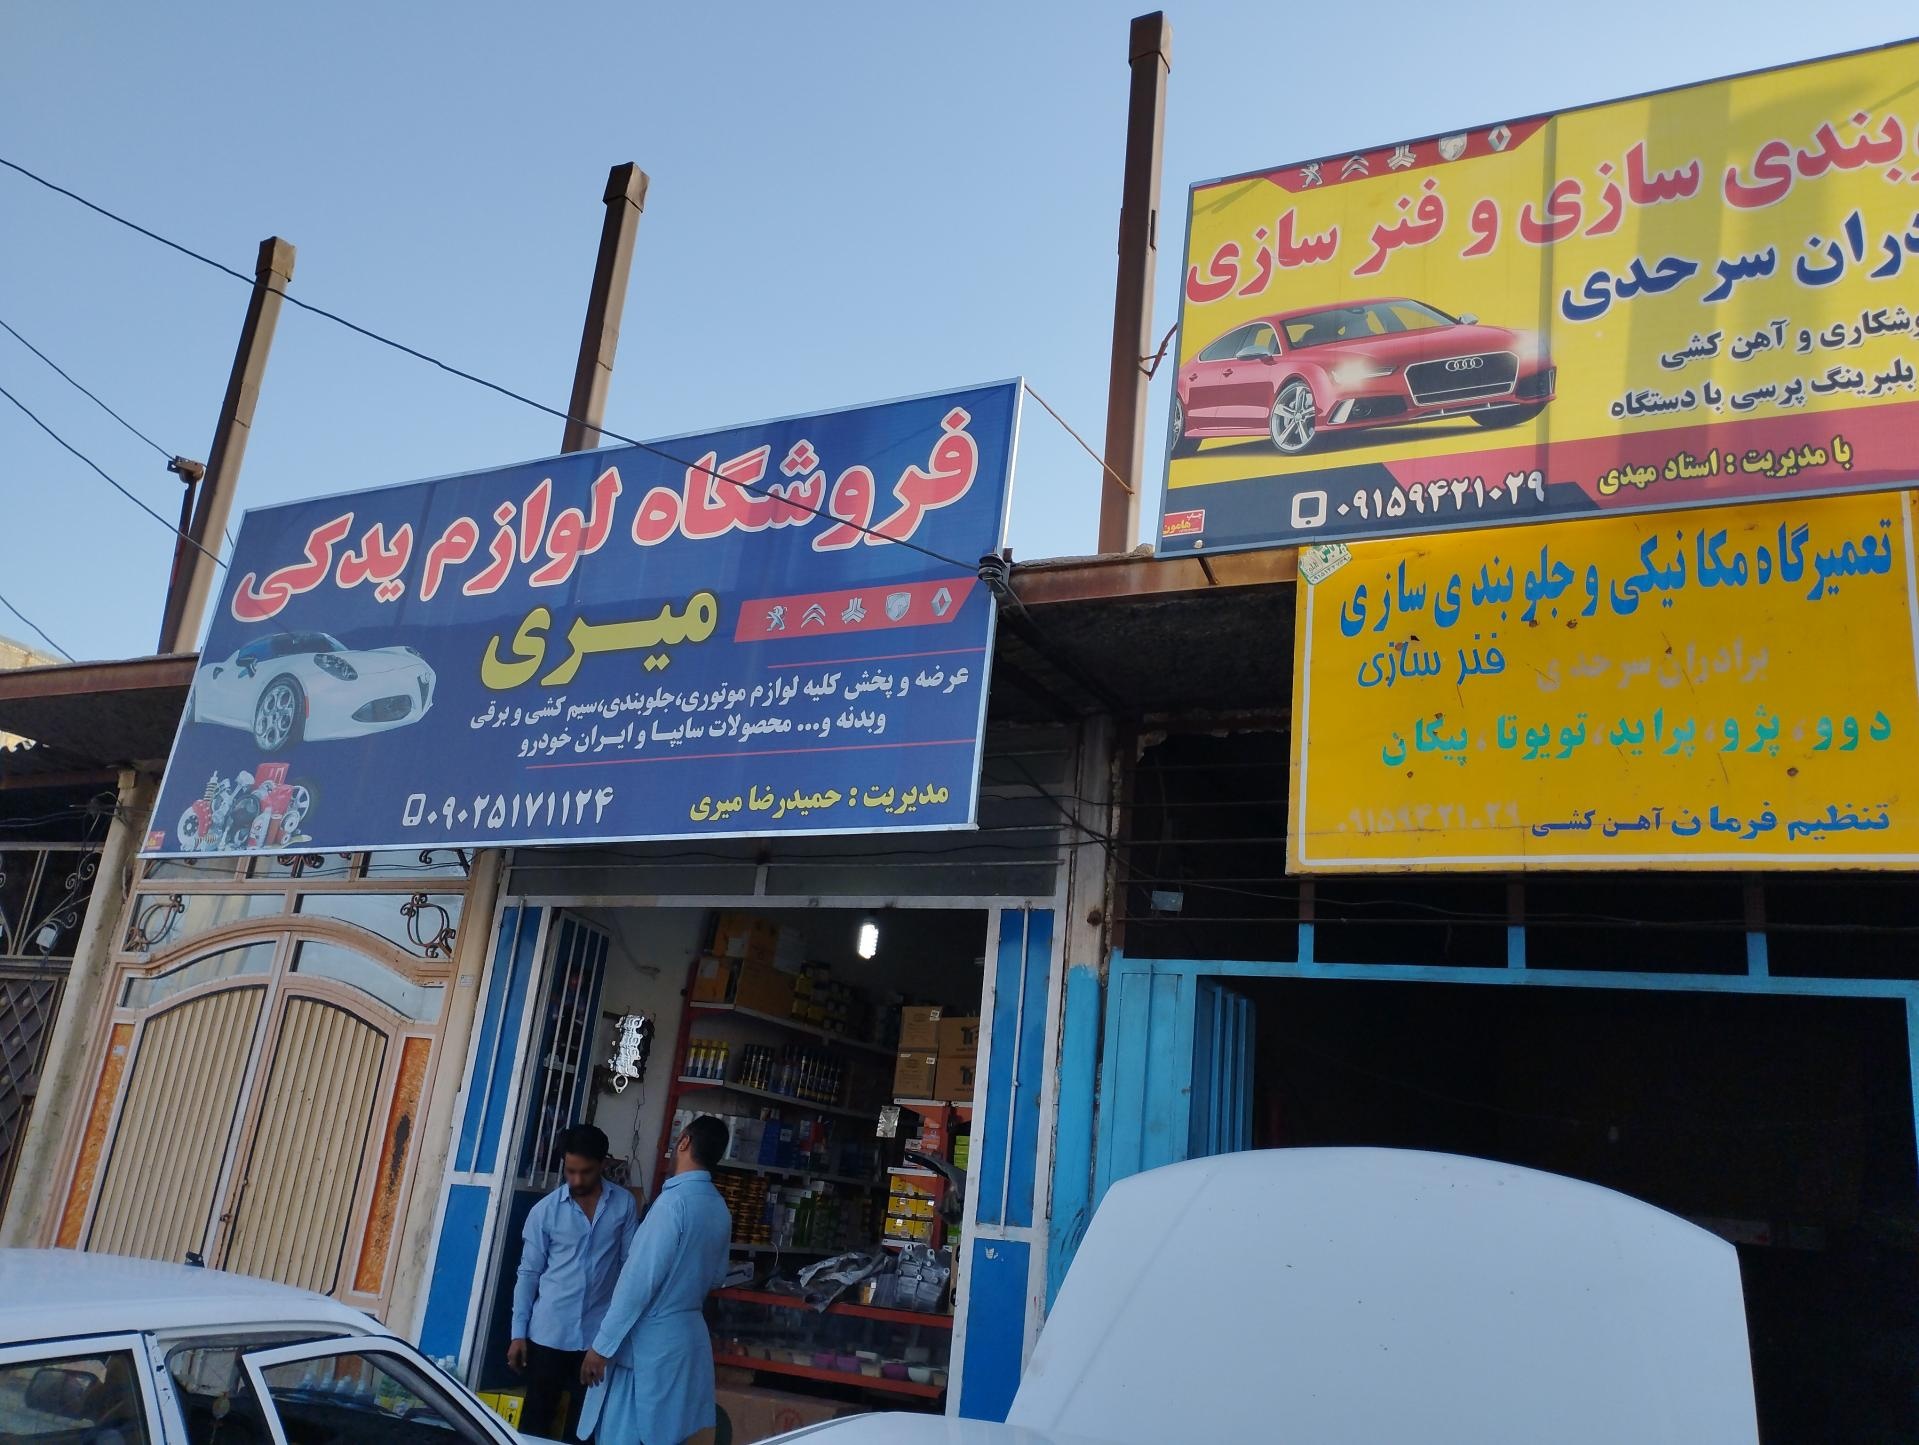 فروشگاه لوازم یدکی
میری
عرضه و پخش کلیه لوازم موتوری،جلوبندی،سیم کشی و برقی
وبدنه و... محصولات سایپا و ایران خودرو
مدیریت : حمیدرضا میری
۰۹۰۲۵۱۷۱۱۲۴
وبندی سازی و فنر سازی
دران سرحدی
وشکاری و آهن کشی
بلبرینگ پرسی با دستگاه
با مدیریت : استاد مهدی
۰۹۱۵۹۴۲۱۰۲۹
چاپ هامون
تعمیرگاه مکانیکی و جلوبندی سازی
برادران سرحدی فنر سازی
دوو، پژو، پراید، تویوتا، پیکان
تنظیم فرمان آهن کشی ۰۹۱۵۹۴۲۱۰۲۹